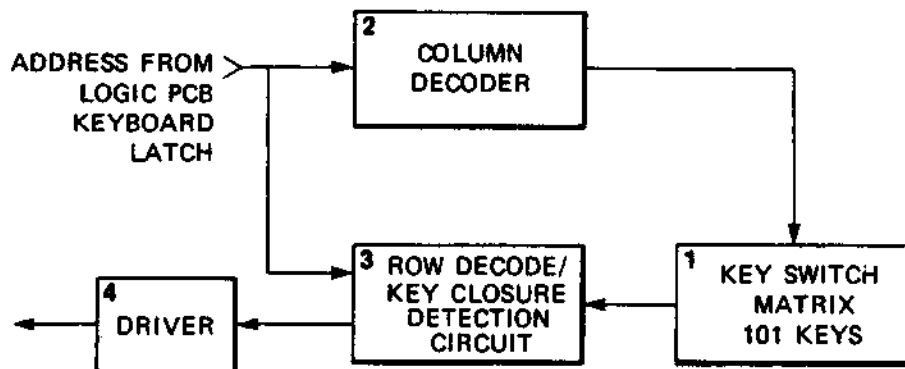 ADDRESS FROM
LOGIC PCB
KEYBOARD
LATCH
2
COLUMN
DECODER
1
KEY SWITCH
MATRIX
101 KEYS
3
ROW DECODE/
KEY CLOSURE
DETECTION
CIRCUIT
4
DRIVER